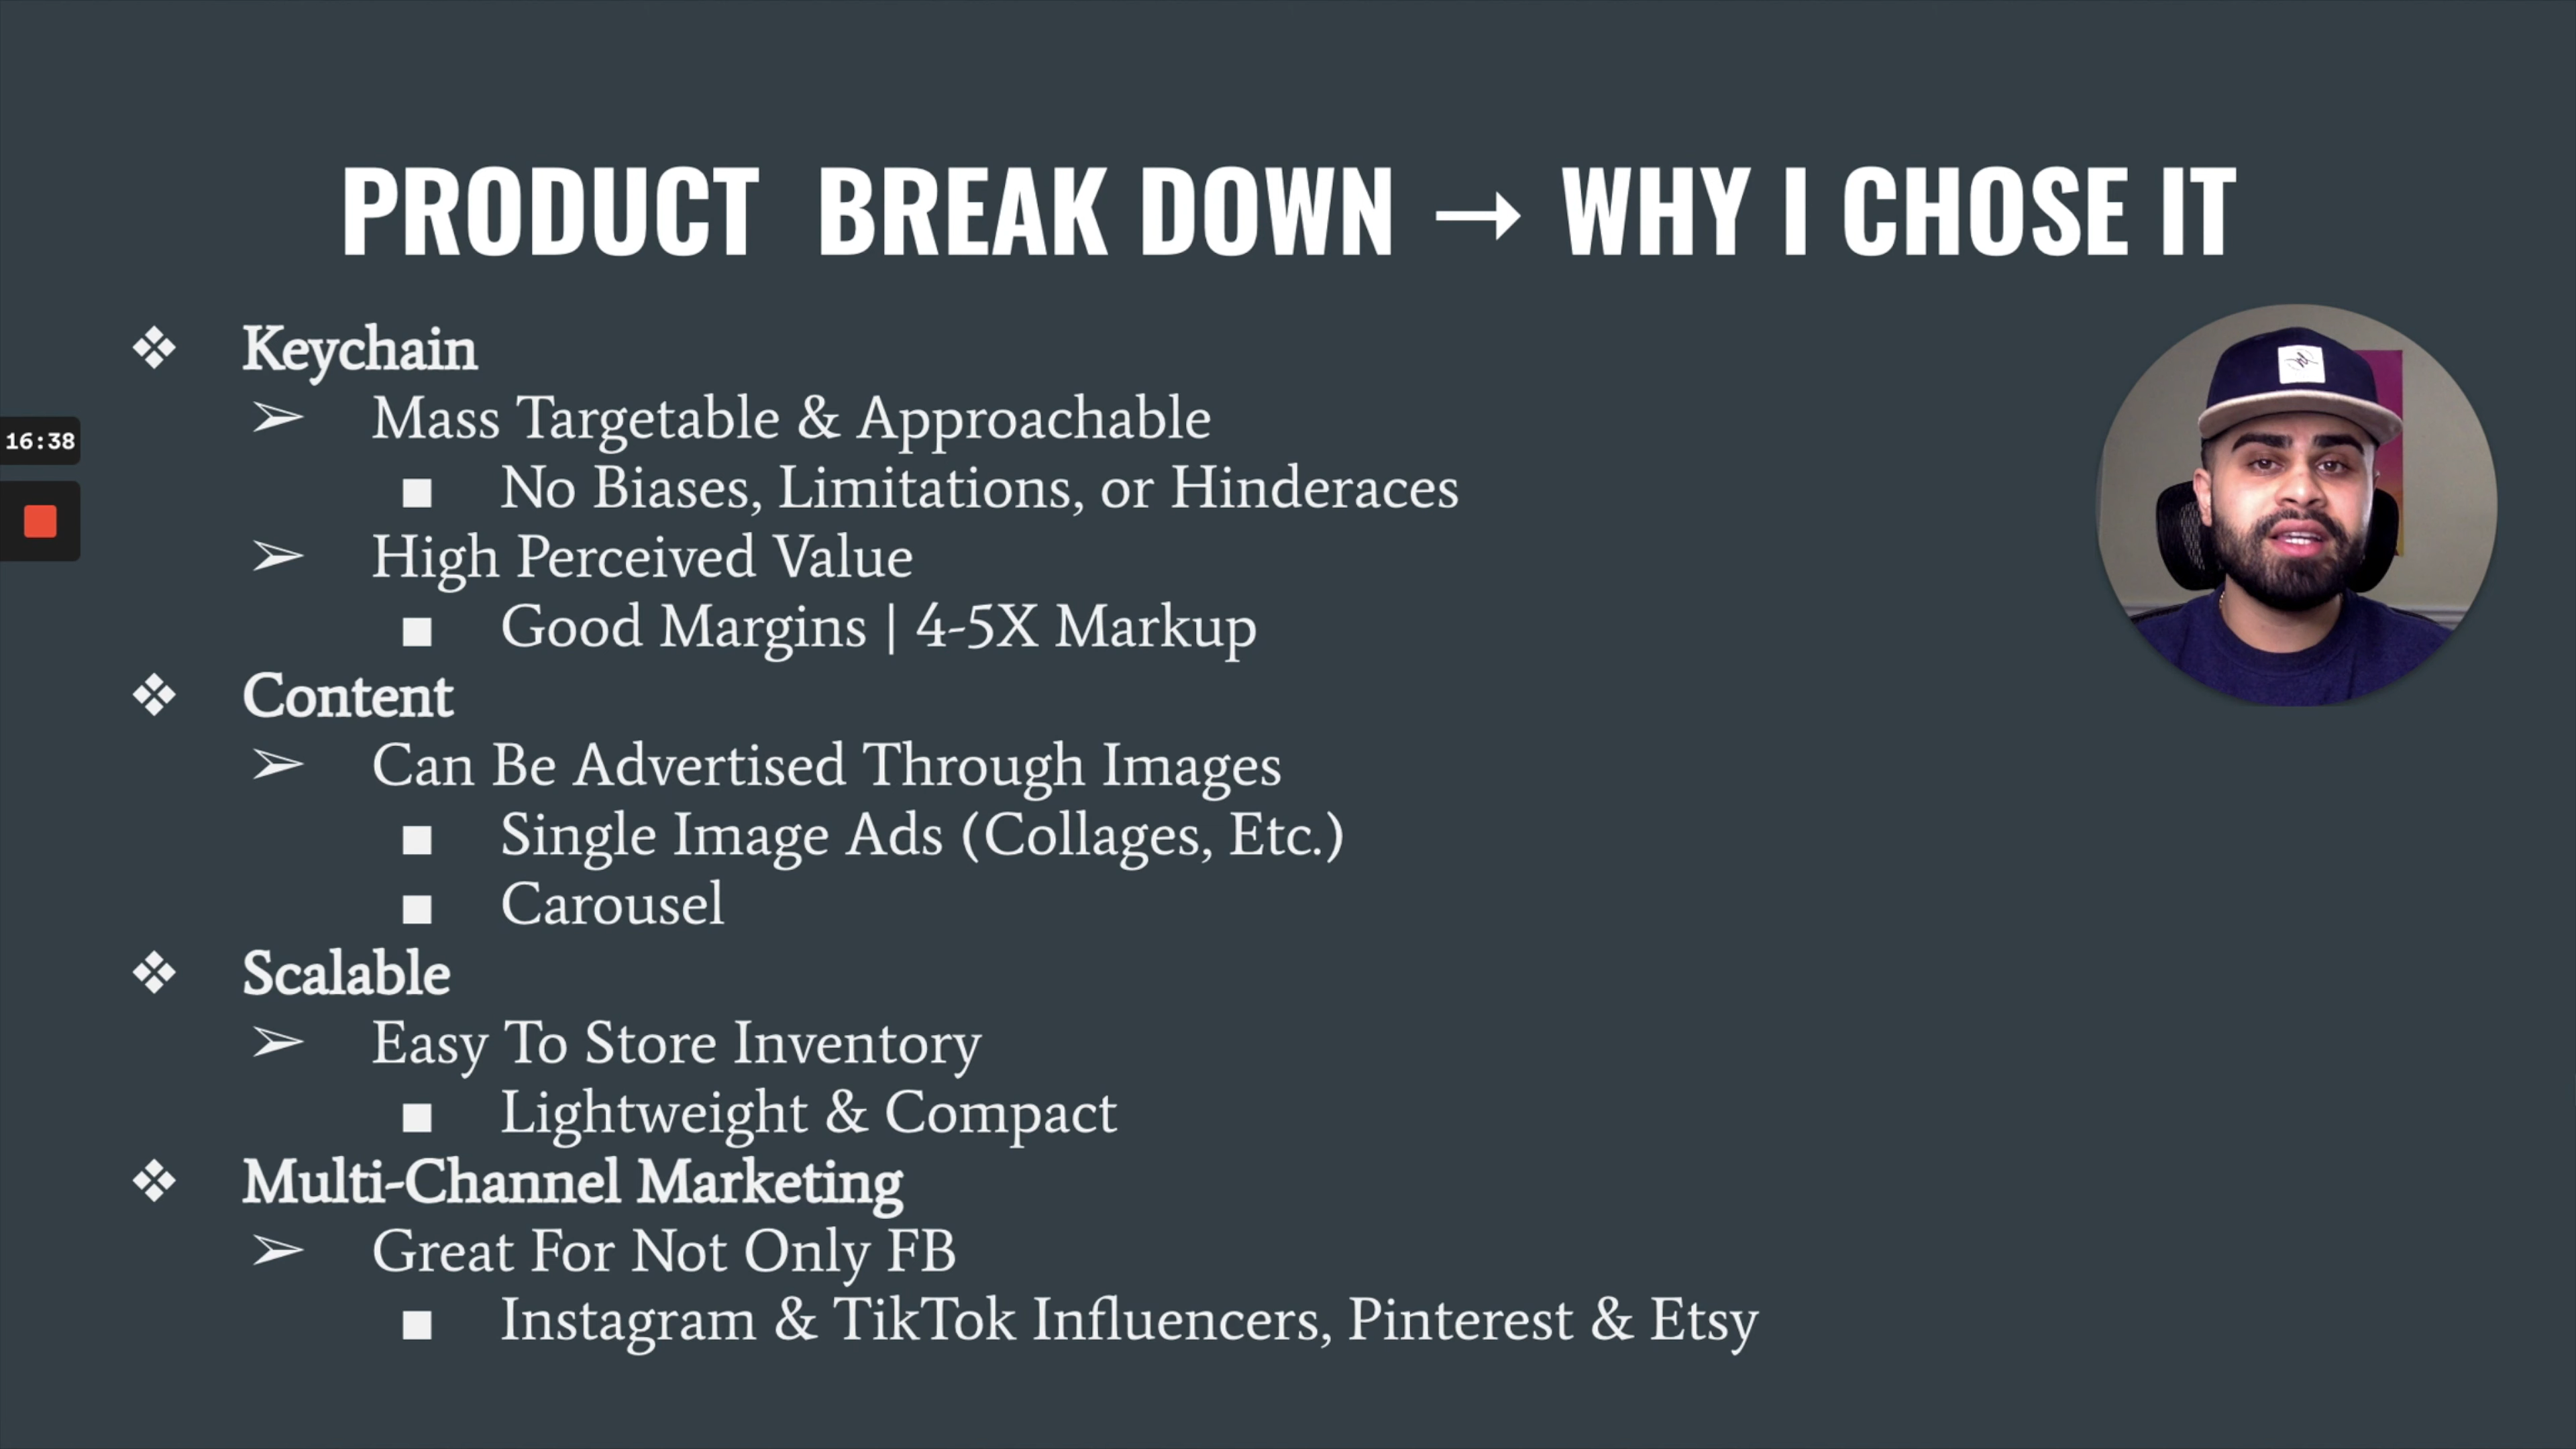 PRODUCT BREAK DOWN → WHY I CHOSE IT
❖ Keychain
➢ Mass Targetable & Approachable
■ No Biases, Limitations, or Hinderaces
➢ High Perceived Value
■ Good Margins | 4-5X Markup
❖ Content
➢ Can Be Advertised Through Images
■ Single Image Ads (Collages, Etc.)
■ Carousel
❖ Scalable
➢ Easy To Store Inventory
■ Lightweight & Compact
❖ Multi-Channel Marketing
➢ Great For Not Only FB
■ Instagram & TikTok Influencers, Pinterest & Etsy
16:38